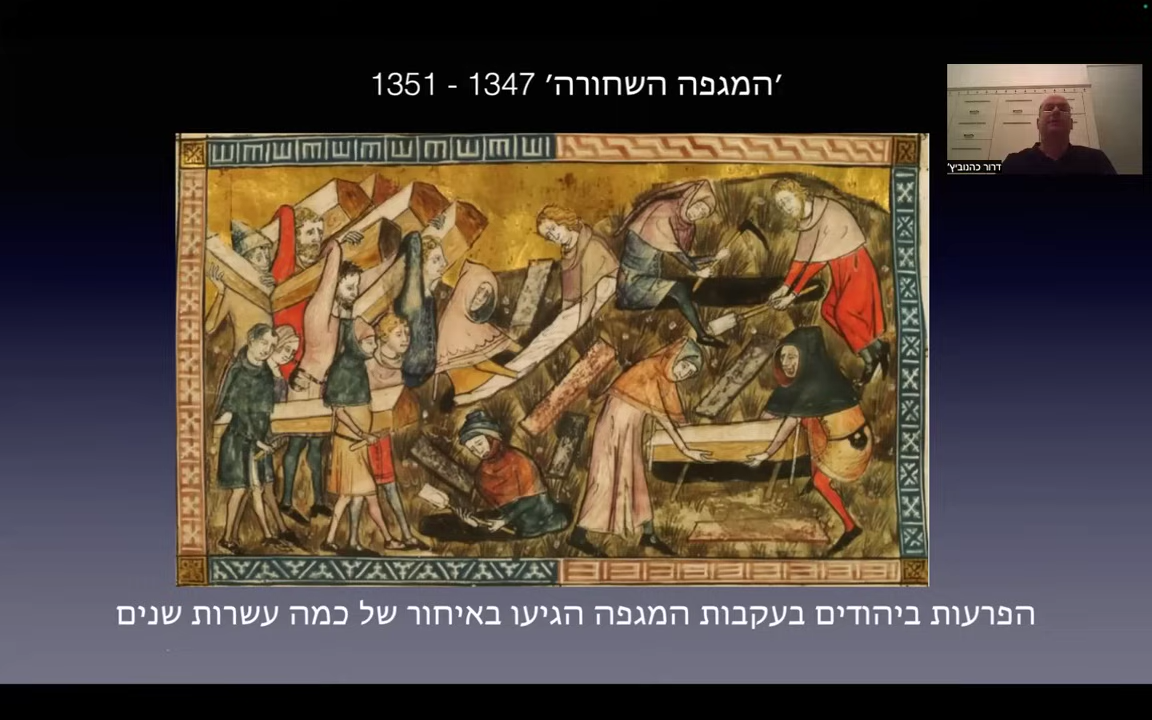 'המגפה השחורה' 1347 - 1351
דרור כהנוביץ'
הפרעות ביהודים בעקבות המגפה הגיעו באיחור של כמה עשרות שנים